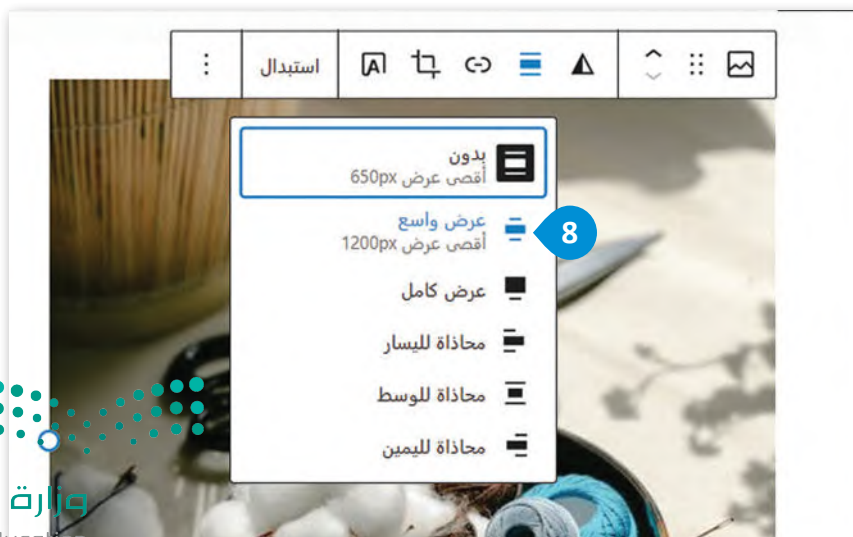 استبدال
بدون
أقصى عرض 650px
عرض واسع
أقصى عرض 1200px
8
عرض كامل
محاذاة لليسار
محاذاة للوسط
محاذاة لليمين
وزارة